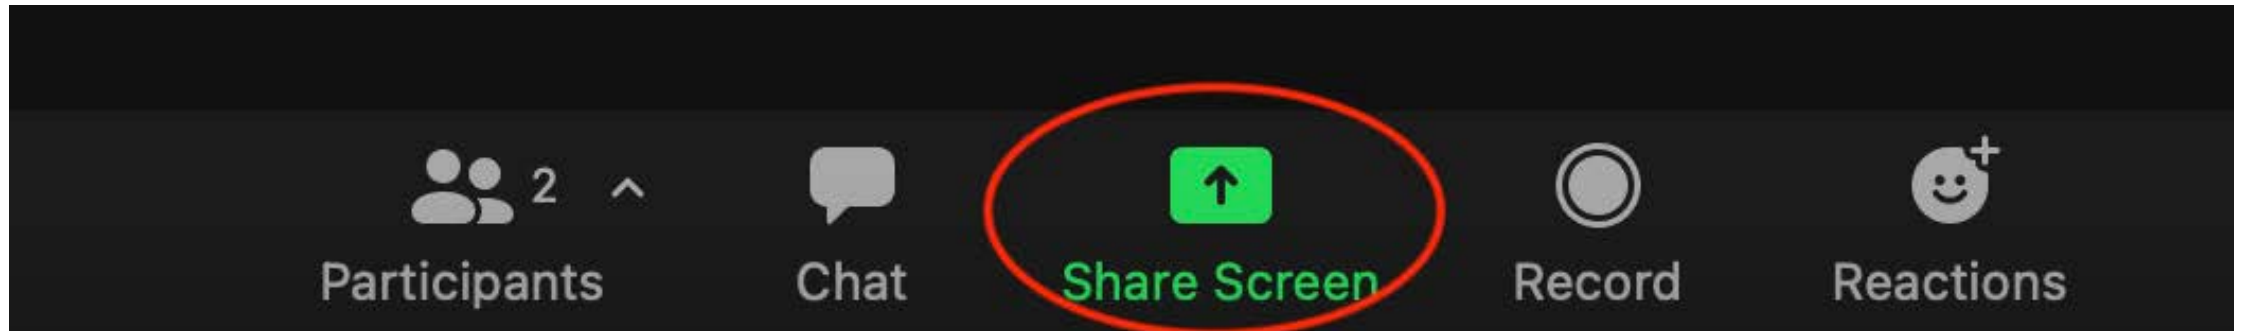 2
Participants
Chat
Share Screen
Record
Reactions